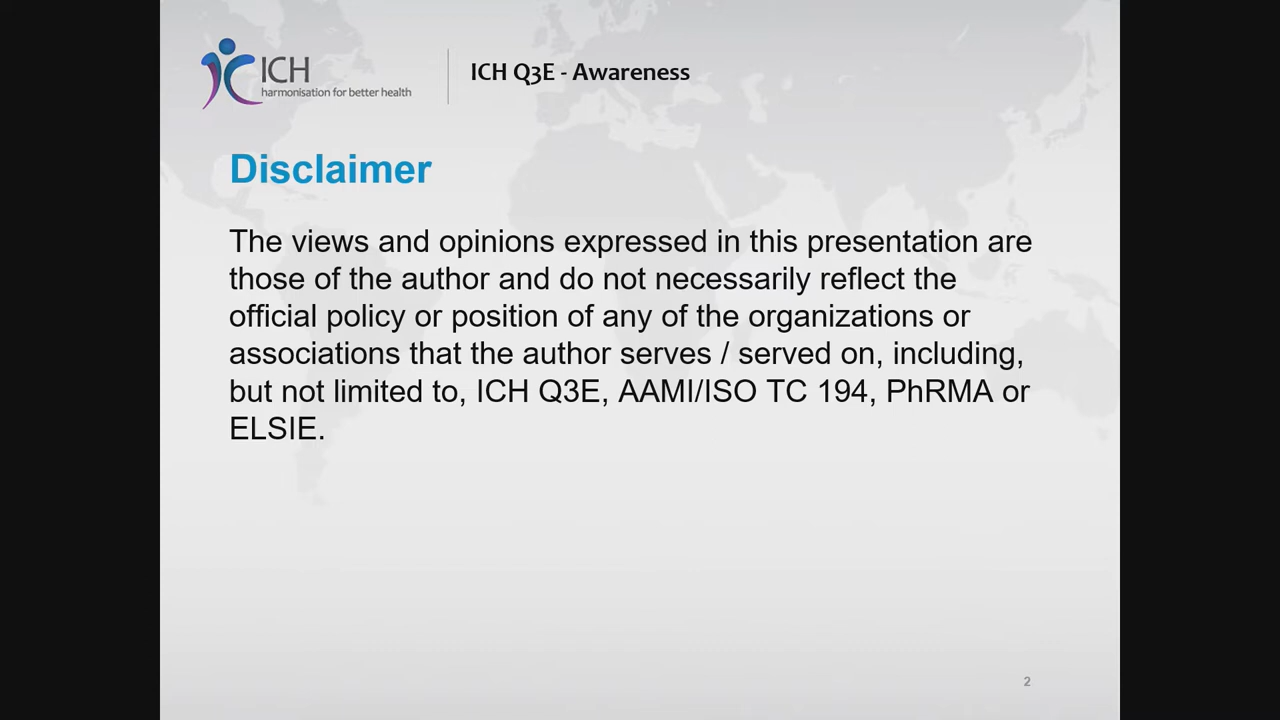 ICH
harmonisation for better health
ICH Q3E - Awareness
Disclaimer
The views and opinions expressed in this presentation are
those of the author and do not necessarily reflect the
official policy or position of any of the organizations or
associations that the author serves / served on, including,
but not limited to, ICH Q3E, AAMI/ISO TC 194, PhRMA or
ELSIE.
2